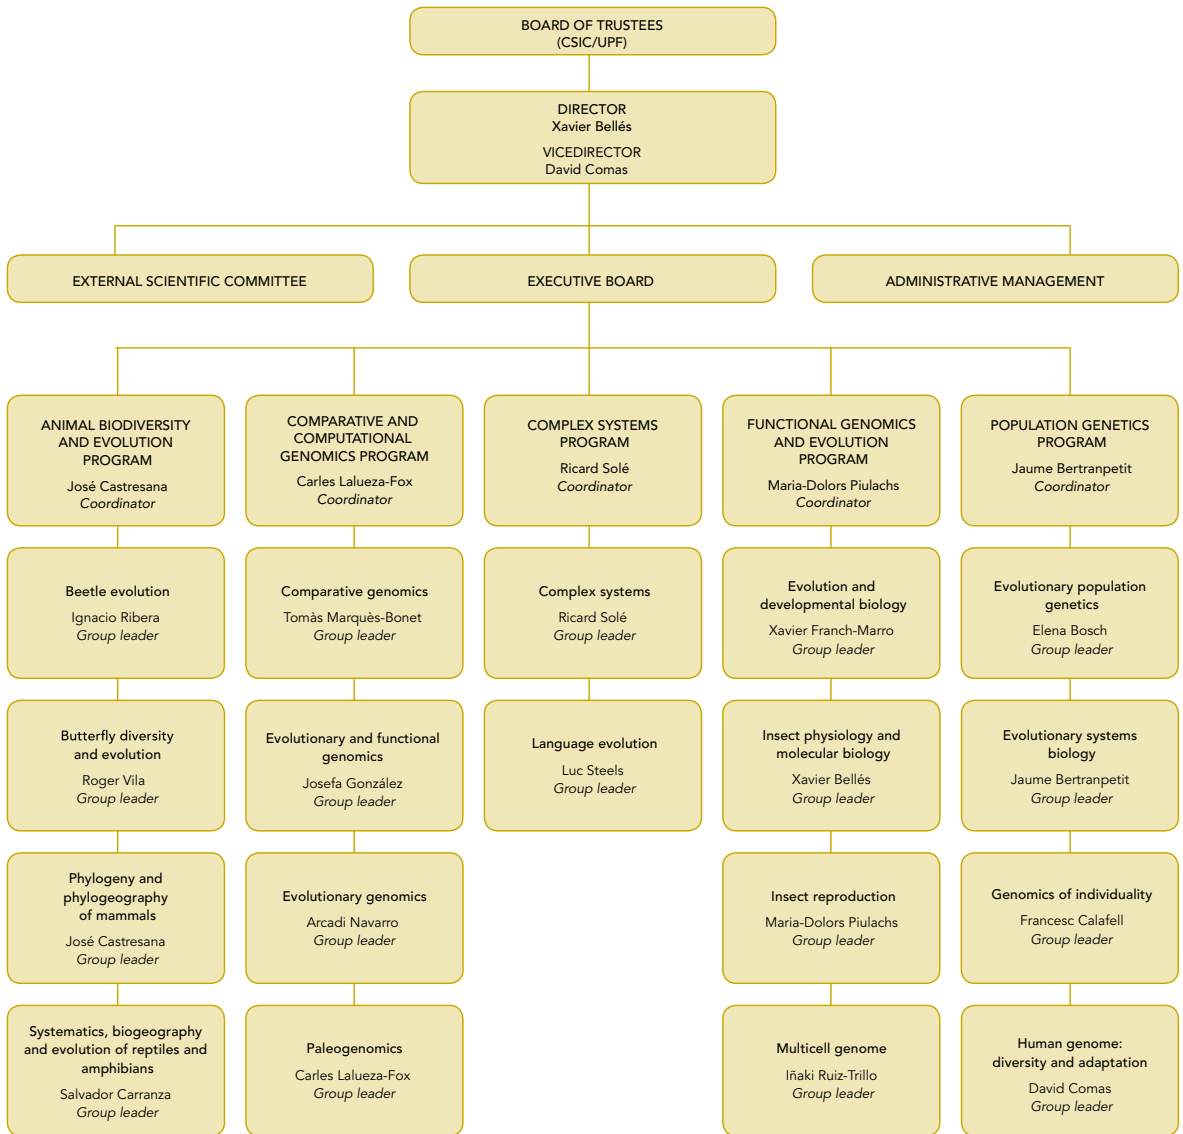 BOARD OF TRUSTEES
(CSIC/UPF)
DIRECTOR
Xavier Bellés
VICEDIRECTOR
David Comas
EXTERNAL SCIENTIFIC COMMITTEE
EXECUTIVE BOARD
ADMINISTRATIVE MANAGEMENT
ANIMAL BIODIVERSITY
AND EVOLUTION
PROGRAM
José Castresana
Coordinator
COMPARATIVE AND
COMPUTATIONAL
GENOMICS PROGRAM
Carles Lalueza-Fox
Coordinator
COMPLEX SYSTEMS
PROGRAM
Ricard Solé
Coordinator
FUNCTIONAL GENOMICS
AND EVOLUTION
PROGRAM
Maria-Dolors Piulachs
Coordinator
POPULATION GENETICS
PROGRAM
Jaume Bertranpetit
Coordinator
Beetle evolution
Ignacio Ribera
Group leader
Comparative genomics
Tomàs Marquès-Bonet
Group leader
Complex systems
Ricard Solé
Group leader
Evolution and
developmental biology
Xavier Franch-Marro
Group leader
Evolutionary population
genetics
Elena Bosch
Group leader
Butterfly diversity
and evolution
Roger Vila
Group leader
Evolutionary and functional
genomics
Josefa González
Group leader
Language evolution
Luc Steels
Group leader
Insect physiology and
molecular biology
Xavier Bellés
Group leader
Evolutionary systems
biology
Jaume Bertranpetit
Group leader
Phylogeny and
phylogeography
of mammals
José Castresana
Group leader
Evolutionary genomics
Arcadi Navarro
Group leader
Insect reproduction
Maria-Dolors Piulachs
Group leader
Genomics of individuality
Francesc Calafell
Group leader
Systematics, biogeography
and evolution of reptiles and
amphibians
Salvador Carranza
Group leader
Paleogenomics
Carles Lalueza-Fox
Group leader
Multicell genome
Iñaki Ruiz-Trillo
Group leader
Human genome:
diversity and adaptation
David Comas
Group leader